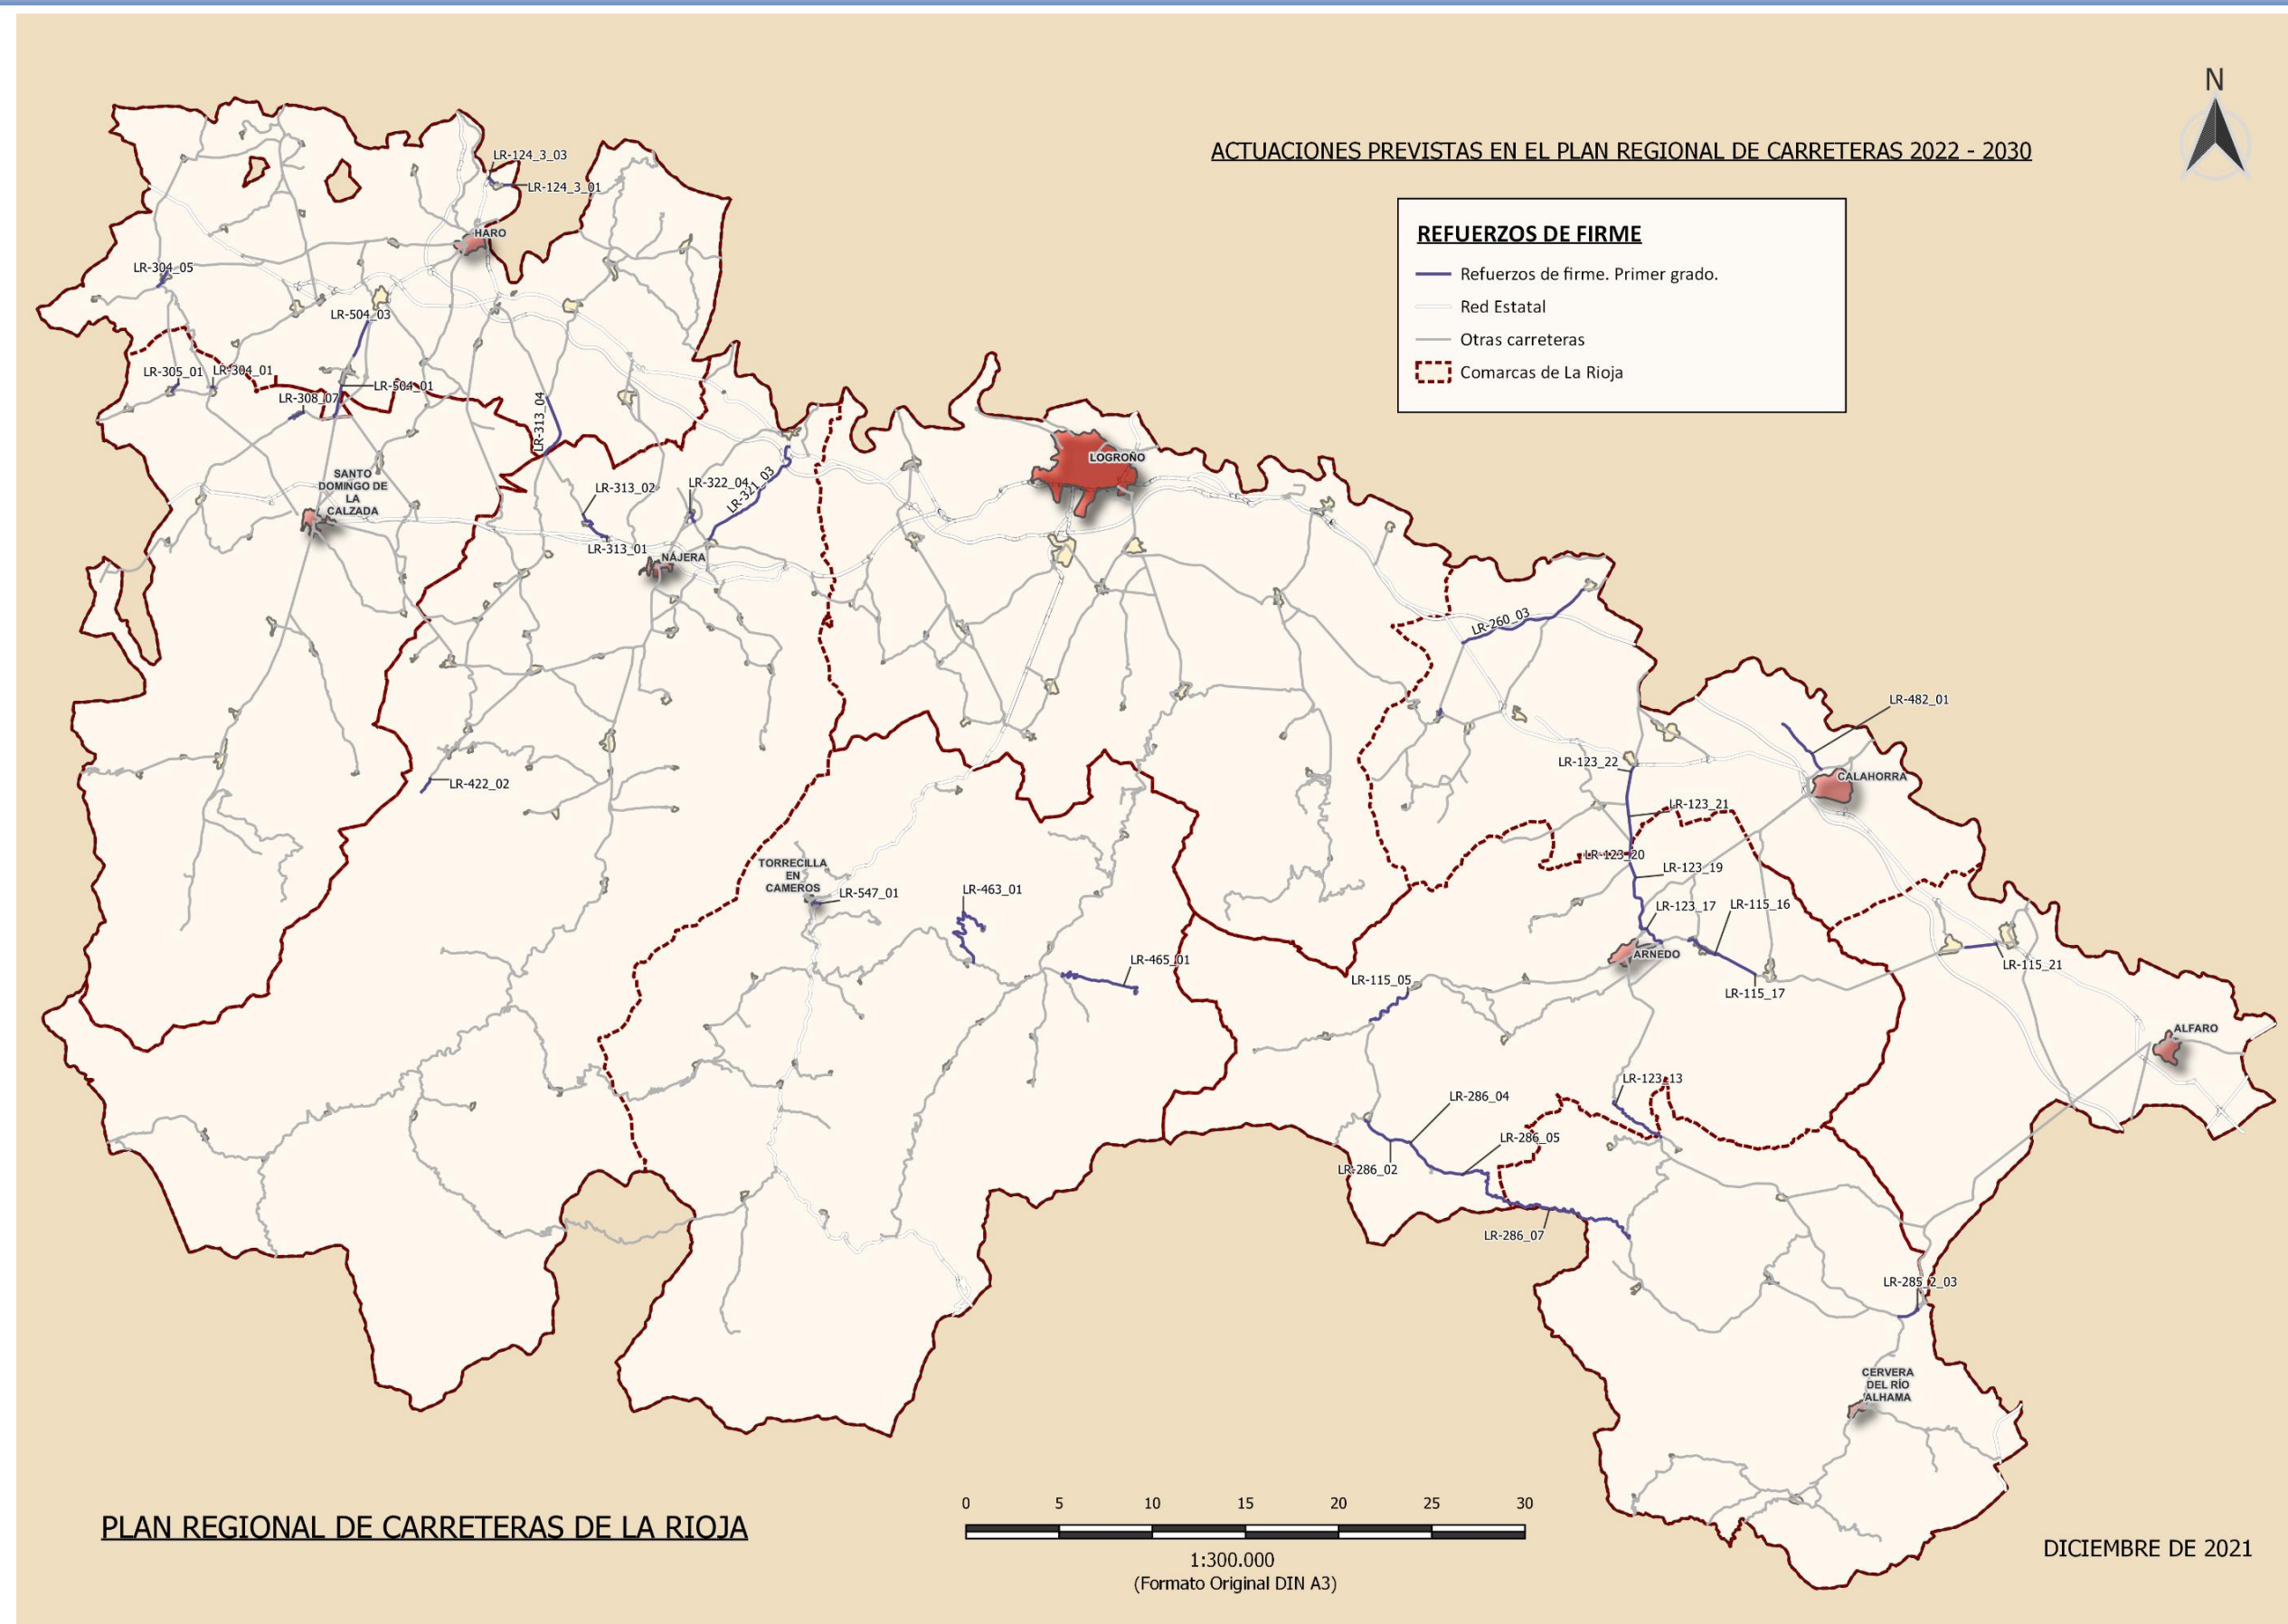 N
ACTUACIONES PREVISTAS EN EL PLAN REGIONAL DE CARRETERAS 2022 - 2030
REFUERZOS DE FIRME
Refuerzos de firme. Primer grado.
Red Estatal
Otras carreteras
Comarcas de La Rioja
LR-124_3_03
LR-124_3_01
HARO
LR-304_05
LR-504_03
LR-305_01
LR-304_01
LR-504_01
LR-308_07
LR-313_04
LOGROÑO
SANTO
DOMINGO DE
LA
CALZADA
LR-313_02
LR-322_04
LR-321_03
LR-313_01
NÁJERA
LR-260_03
LR-482_01
LR-123_22
CALAHORRA
LR-422_02
LR-123_21
LR-123_20
LR-123_19
TORRECILLA
EN
CAMEROS
LR-547_01
LR-463_01
LR-123_17
LR-115_16
ARNEDO
LR-465_01
LR-115_21
LR-115_05
LR-115_17
ALFARO
LR-123_13
LR-286_04
LR-286_05
LR-286_02
LR-286_07
LR-285_2_03
CERVERA
DEL RÍO
ALHAMA
0 5 10 15 20 25 30
1:300.000
(Formato Original DIN A3)
PLAN REGIONAL DE CARRETERAS DE LA RIOJA
DICIEMBRE DE 2021